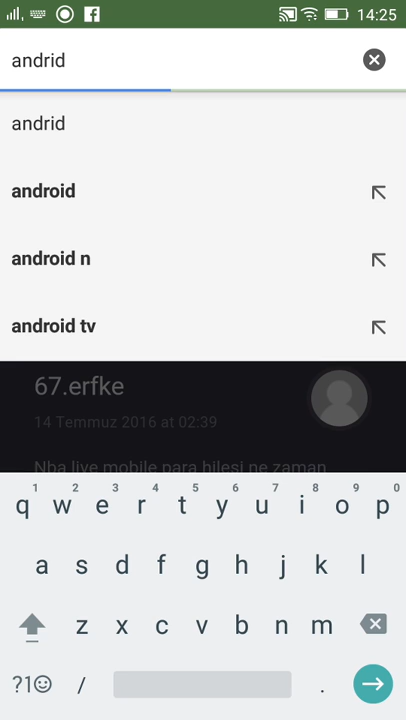 14:25
andrid
andrid
android
android n
android tv
67.erfke
14 Temmuz 2016 at 02:39
Nba live mobile para hilesi ne zaman
1 2 3 4 5 6 7 8 9 0
q w e r t y u i o p
a s d f g h j k l
z x c v b n m
?1☺ / .